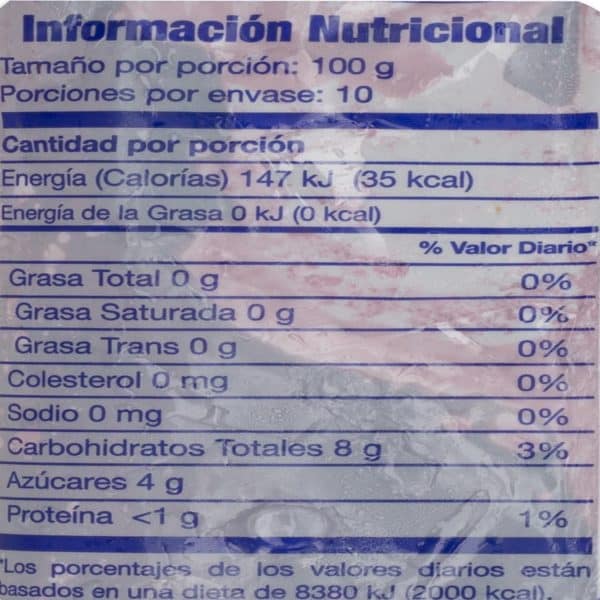 Información Nutricional
Tamaño por porción: 100 g
Porciones por envase: 10
Cantidad por porción
Energía (Calorías) 147 kJ (35 kcal)
Energía de la Grasa 0 kJ (0 kcal)
% Valor Diario*
Grasa Total 0 g 0%
Grasa Saturada 0 g 0%
Grasa Trans 0 g 0%
Colesterol 0 mg 0%
Sodio 0 mg 0%
Carbohidratos Totales 8 g 3%
Azúcares 4 g
Proteína <1 g 1%
*Los porcentajes de los valores diarios están
basados en una dieta de 8380 kJ (2000 kcal).